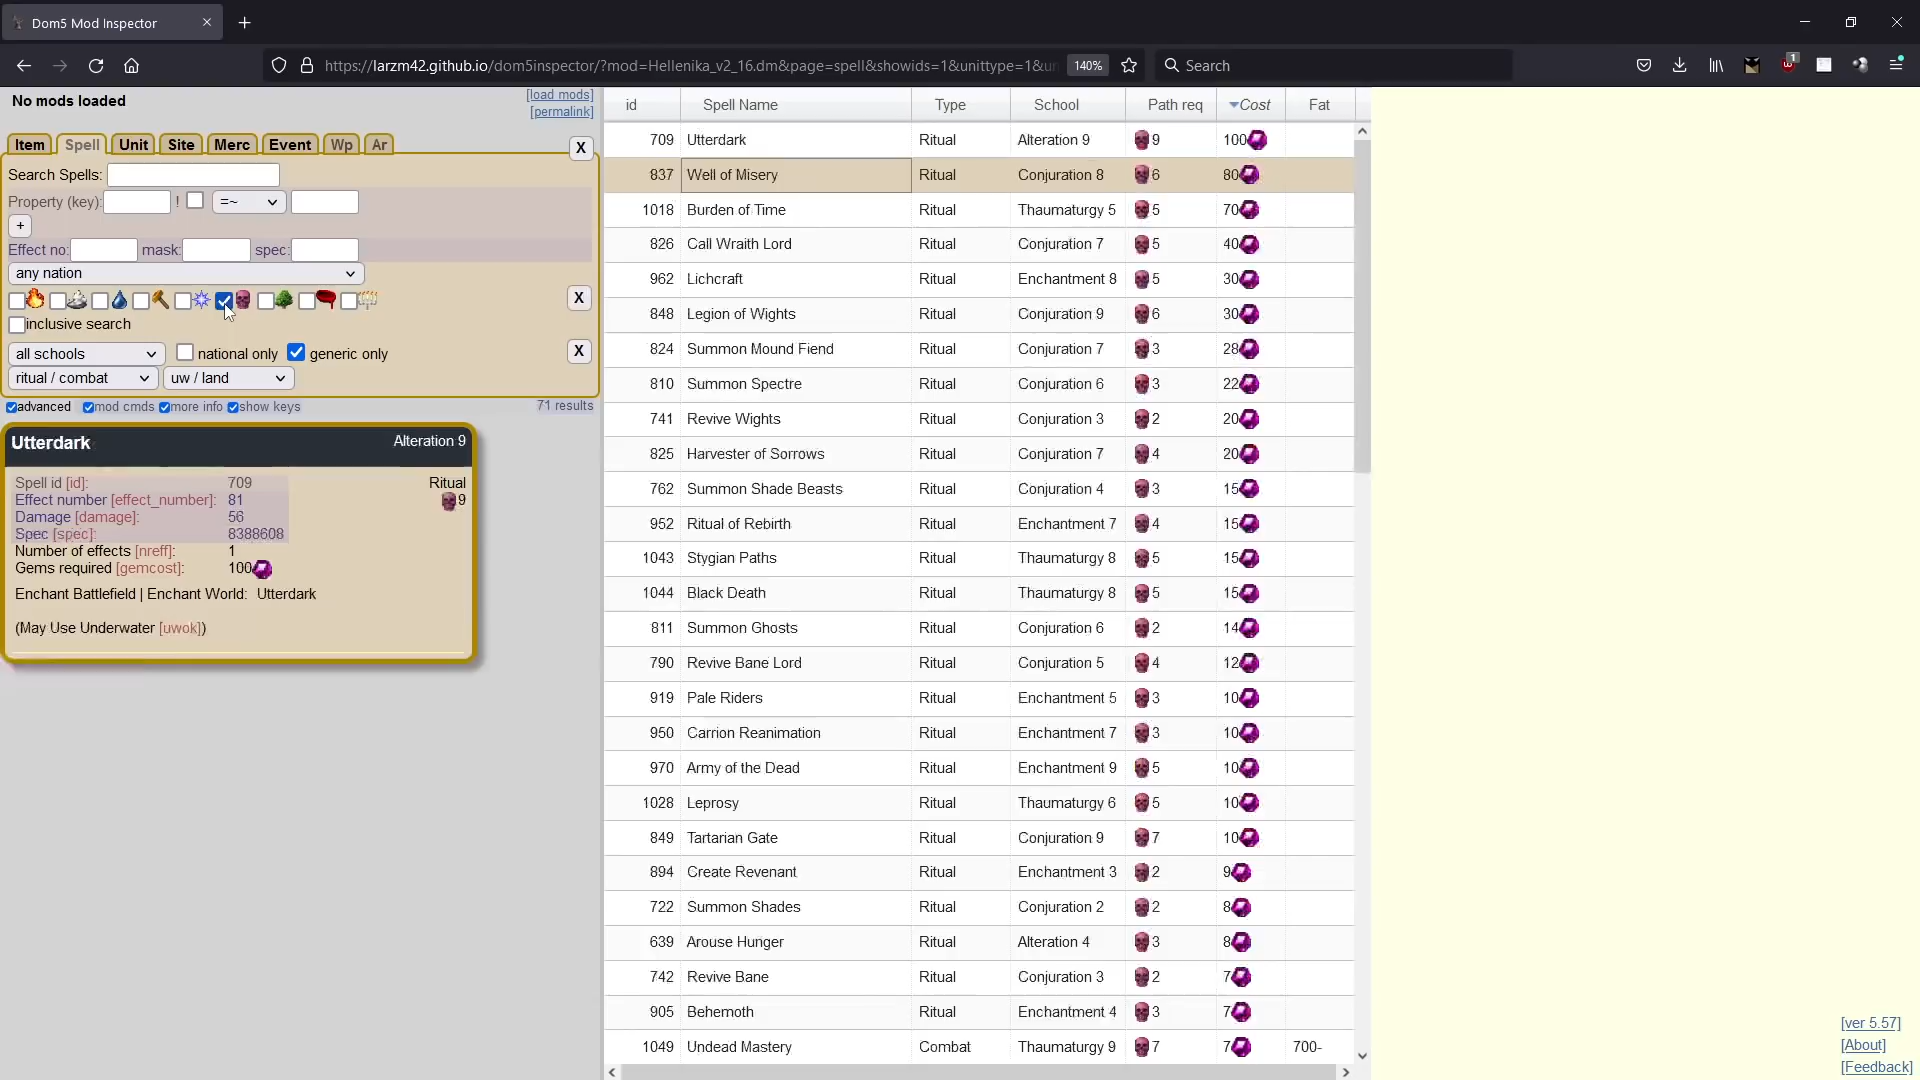 Dom5 Mod Inspector
https://larzm42.github.io/dom5inspector/?mod=Hellenika_v2_16.dm&page=spell&showids=1&unittype=1&un
140%
Search
1
No mods loaded
[load mods]
[permalink]
Item Spell Unit Site Merc Event Wp Ar X
Search Spells:
Property (key): ! =~
+
Effect no: mask: spec:
any nation
X
inclusive search
all schools national only generic only X
ritual / combat uw / land
advanced mod cmds more info show keys 71 results
Utterdark Alteration 9
Spell id [id]: 709 Ritual
Effect number [effect_number]: 81 9
Damage [damage]: 56
Spec [spec]: 8388608
Number of effects [nreff]: 1
Gems required [gemcost]: 100
Enchant Battlefield | Enchant World: Utterdark
(May Use Underwater [uwok])
id Spell Name Type School Path req Cost Fat
709 Utterdark Ritual Alteration 9 9 100
837 Well of Misery Ritual Conjuration 8 6 80
1018 Burden of Time Ritual Thaumaturgy 5 5 70
826 Call Wraith Lord Ritual Conjuration 7 5 40
962 Lichcraft Ritual Enchantment 8 5 30
848 Legion of Wights Ritual Conjuration 9 6 30
824 Summon Mound Fiend Ritual Conjuration 7 3 28
810 Summon Spectre Ritual Conjuration 6 3 22
741 Revive Wights Ritual Conjuration 3 2 20
825 Harvester of Sorrows Ritual Conjuration 7 4 20
762 Summon Shade Beasts Ritual Conjuration 4 3 15
952 Ritual of Rebirth Ritual Enchantment 7 4 15
1043 Stygian Paths Ritual Thaumaturgy 8 5 15
1044 Black Death Ritual Thaumaturgy 8 5 15
811 Summon Ghosts Ritual Conjuration 6 2 14
790 Revive Bane Lord Ritual Conjuration 5 4 12
919 Pale Riders Ritual Enchantment 5 3 10
950 Carrion Reanimation Ritual Enchantment 7 3 10
970 Army of the Dead Ritual Enchantment 9 5 10
1028 Leprosy Ritual Thaumaturgy 6 5 10
849 Tartarian Gate Ritual Conjuration 9 7 10
894 Create Revenant Ritual Enchantment 3 2 9
722 Summon Shades Ritual Conjuration 2 2 8
639 Arouse Hunger Ritual Alteration 4 3 8
742 Revive Bane Ritual Conjuration 3 2 7
905 Behemoth Ritual Enchantment 4 3 7
1049 Undead Mastery Combat Thaumaturgy 9 7 7 700-
[ver 5.57]
[About]
[Feedback]